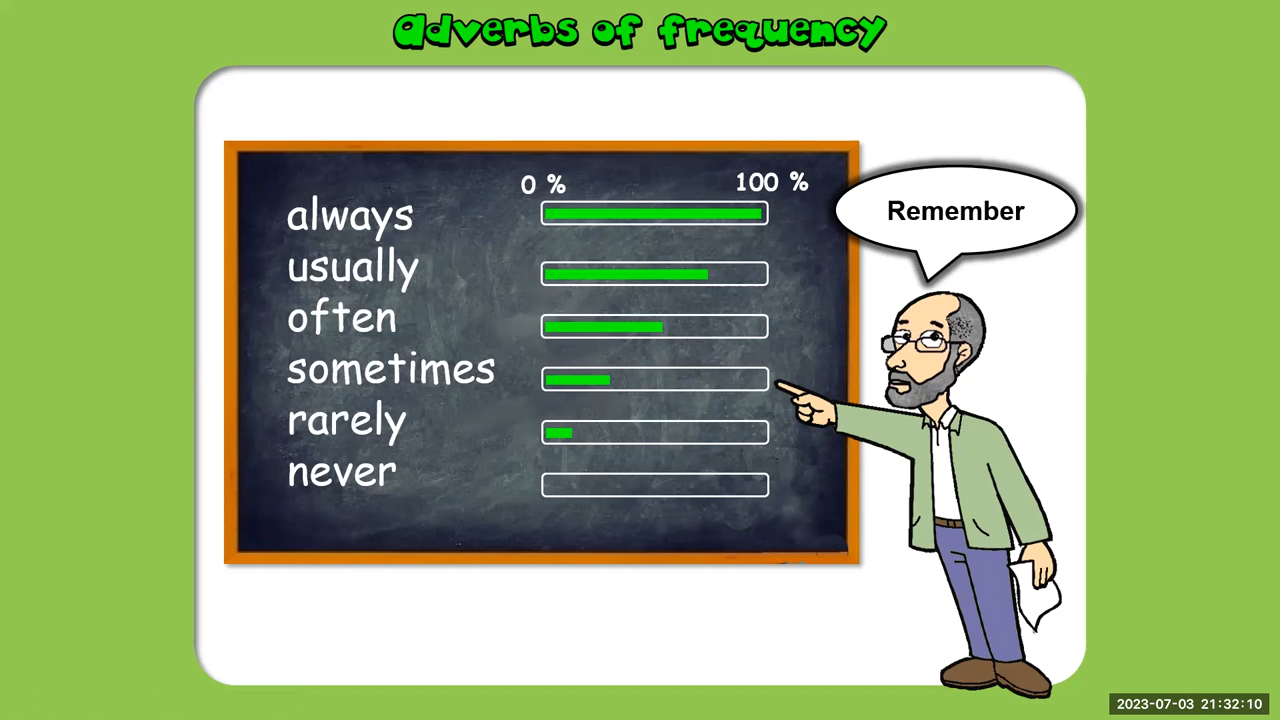 Adverbs of frequency
0 % 100 %
always
usually
often
sometimes
rarely
never
Remember
2023-07-03 21:32:10